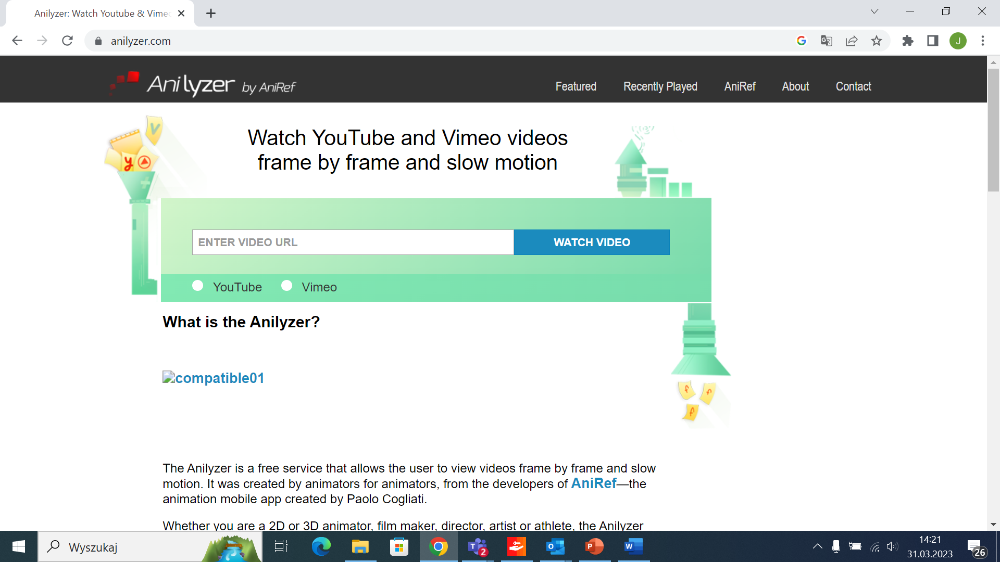 Anilyzer: Watch Youtube & Vimeo
anilyzer.com
J
Anilyzer by AniRef
Featured
Recently Played
AniRef
About
Contact
Watch YouTube and Vimeo videos
frame by frame and slow motion
ENTER VIDEO URL
WATCH VIDEO
YouTube
Vimeo
What is the Anilyzer?
compatible01
The Anilyzer is a free service that allows the user to view videos frame by frame and slow
motion. It was created by animators for animators, from the developers of AniRef—the
animation mobile app created by Paolo Cogliati.
Whether you are a 2D or 3D animator, film maker, director, artist or athlete, the Anilyzer
Wyszukaj
2
14:21
31.03.2023
26